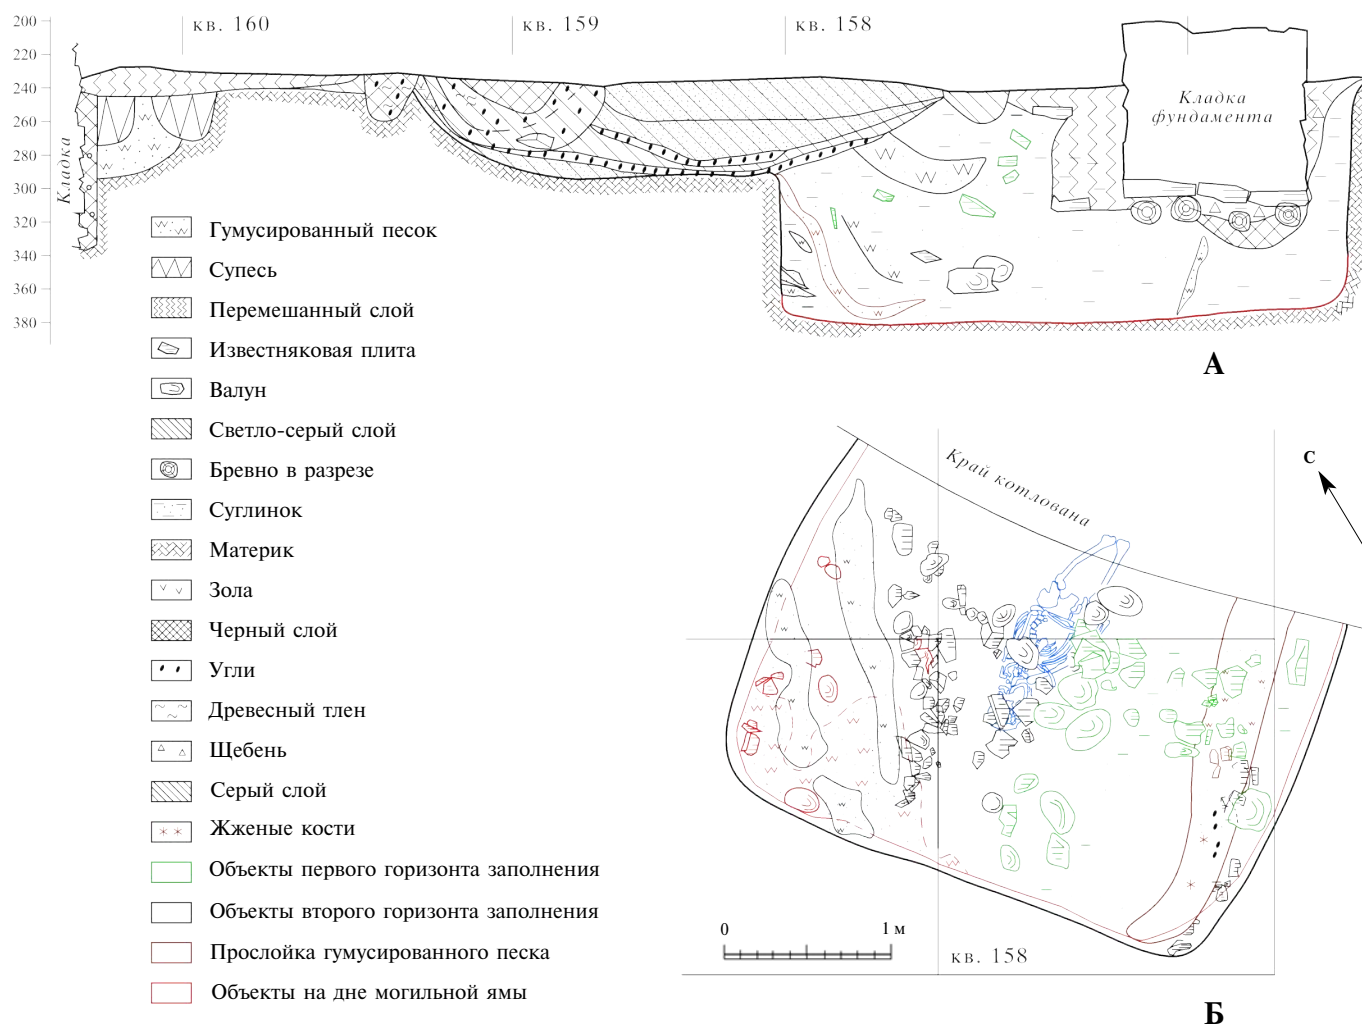 кв. 160
кв. 159
кв. 158
200
220
240
260
280
300
320
340
360
380
Кладка
Кладка
фундамента
А
Гумусированный песок
Супесь
Перемешанный слой
Известняковая плита
Валун
Светло-серый слой
Бревно в разрезе
Суглинок
Материк
Зола
Черный слой
Угли
Древесный тлен
Щебень
Серый слой
Жженые кости
Объекты первого горизонта заполнения
Объекты второго горизонта заполнения
Прослойка гумусированного песка
Объекты на дне могильной ямы
Край котлована
С
0
1 м
кв. 158
Б